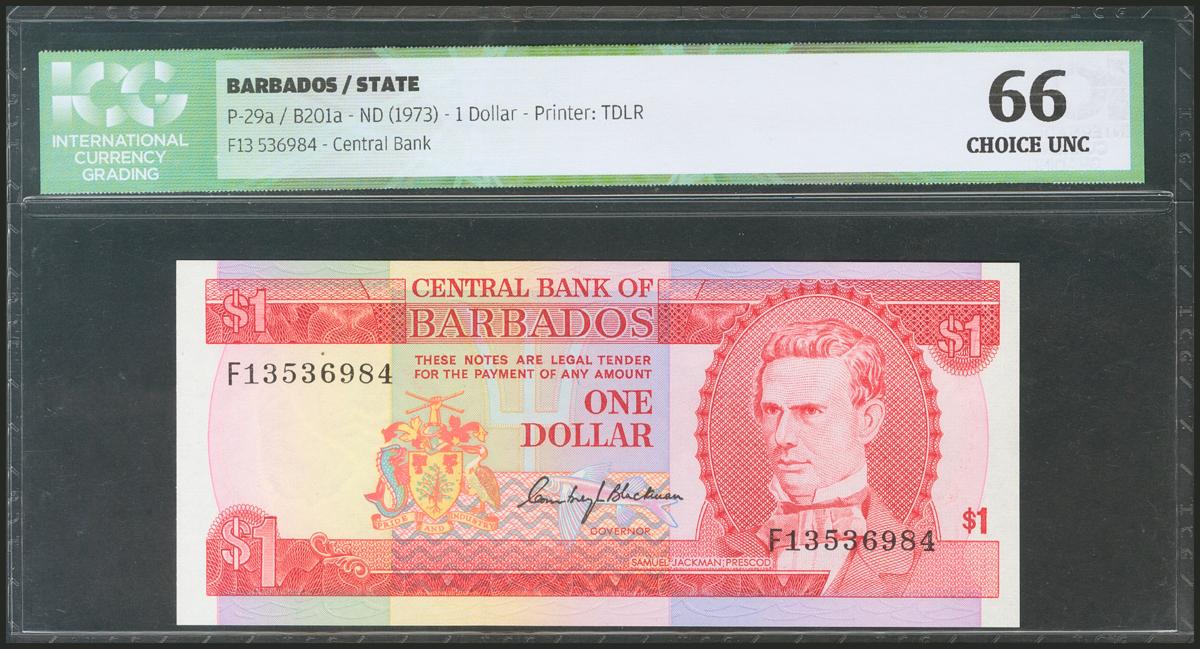 ICG
INTERNATIONAL
CURRENCY
GRADING
BARBADOS / STATE
P-29a / B201a - ND (1973) - 1 Dollar - Printer: TDLR
F13 536984 - Central Bank
66
CHOICE UNC
$1
CENTRAL BANK OF
BARBADOS
$1
THESE NOTES ARE LEGAL TENDER
FOR THE PAYMENT OF ANY AMOUNT
F13536984
ONE
DOLLAR
PRIDE AND INDUSTRY
Courtney L Blackman
GOVERNOR
$1
F13536984
$1
SAMUEL JACKMAN PRESCOD